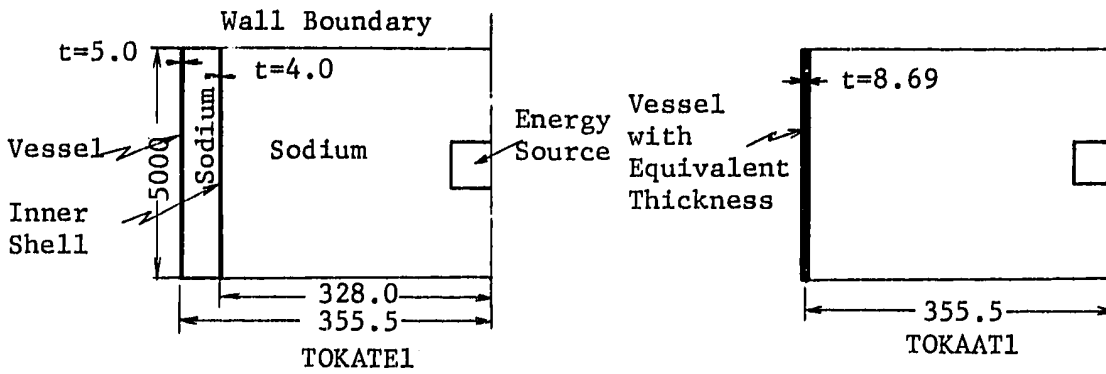 Wall Boundary
t=5.0
t=4.0
Vessel
Sodium
Sodium
5000
Inner
Shell
Energy
Source
328.0
355.5
TOKATE1
t=8.69
Vessel
with
Equivalent
Thickness
355.5
TOKAAT1